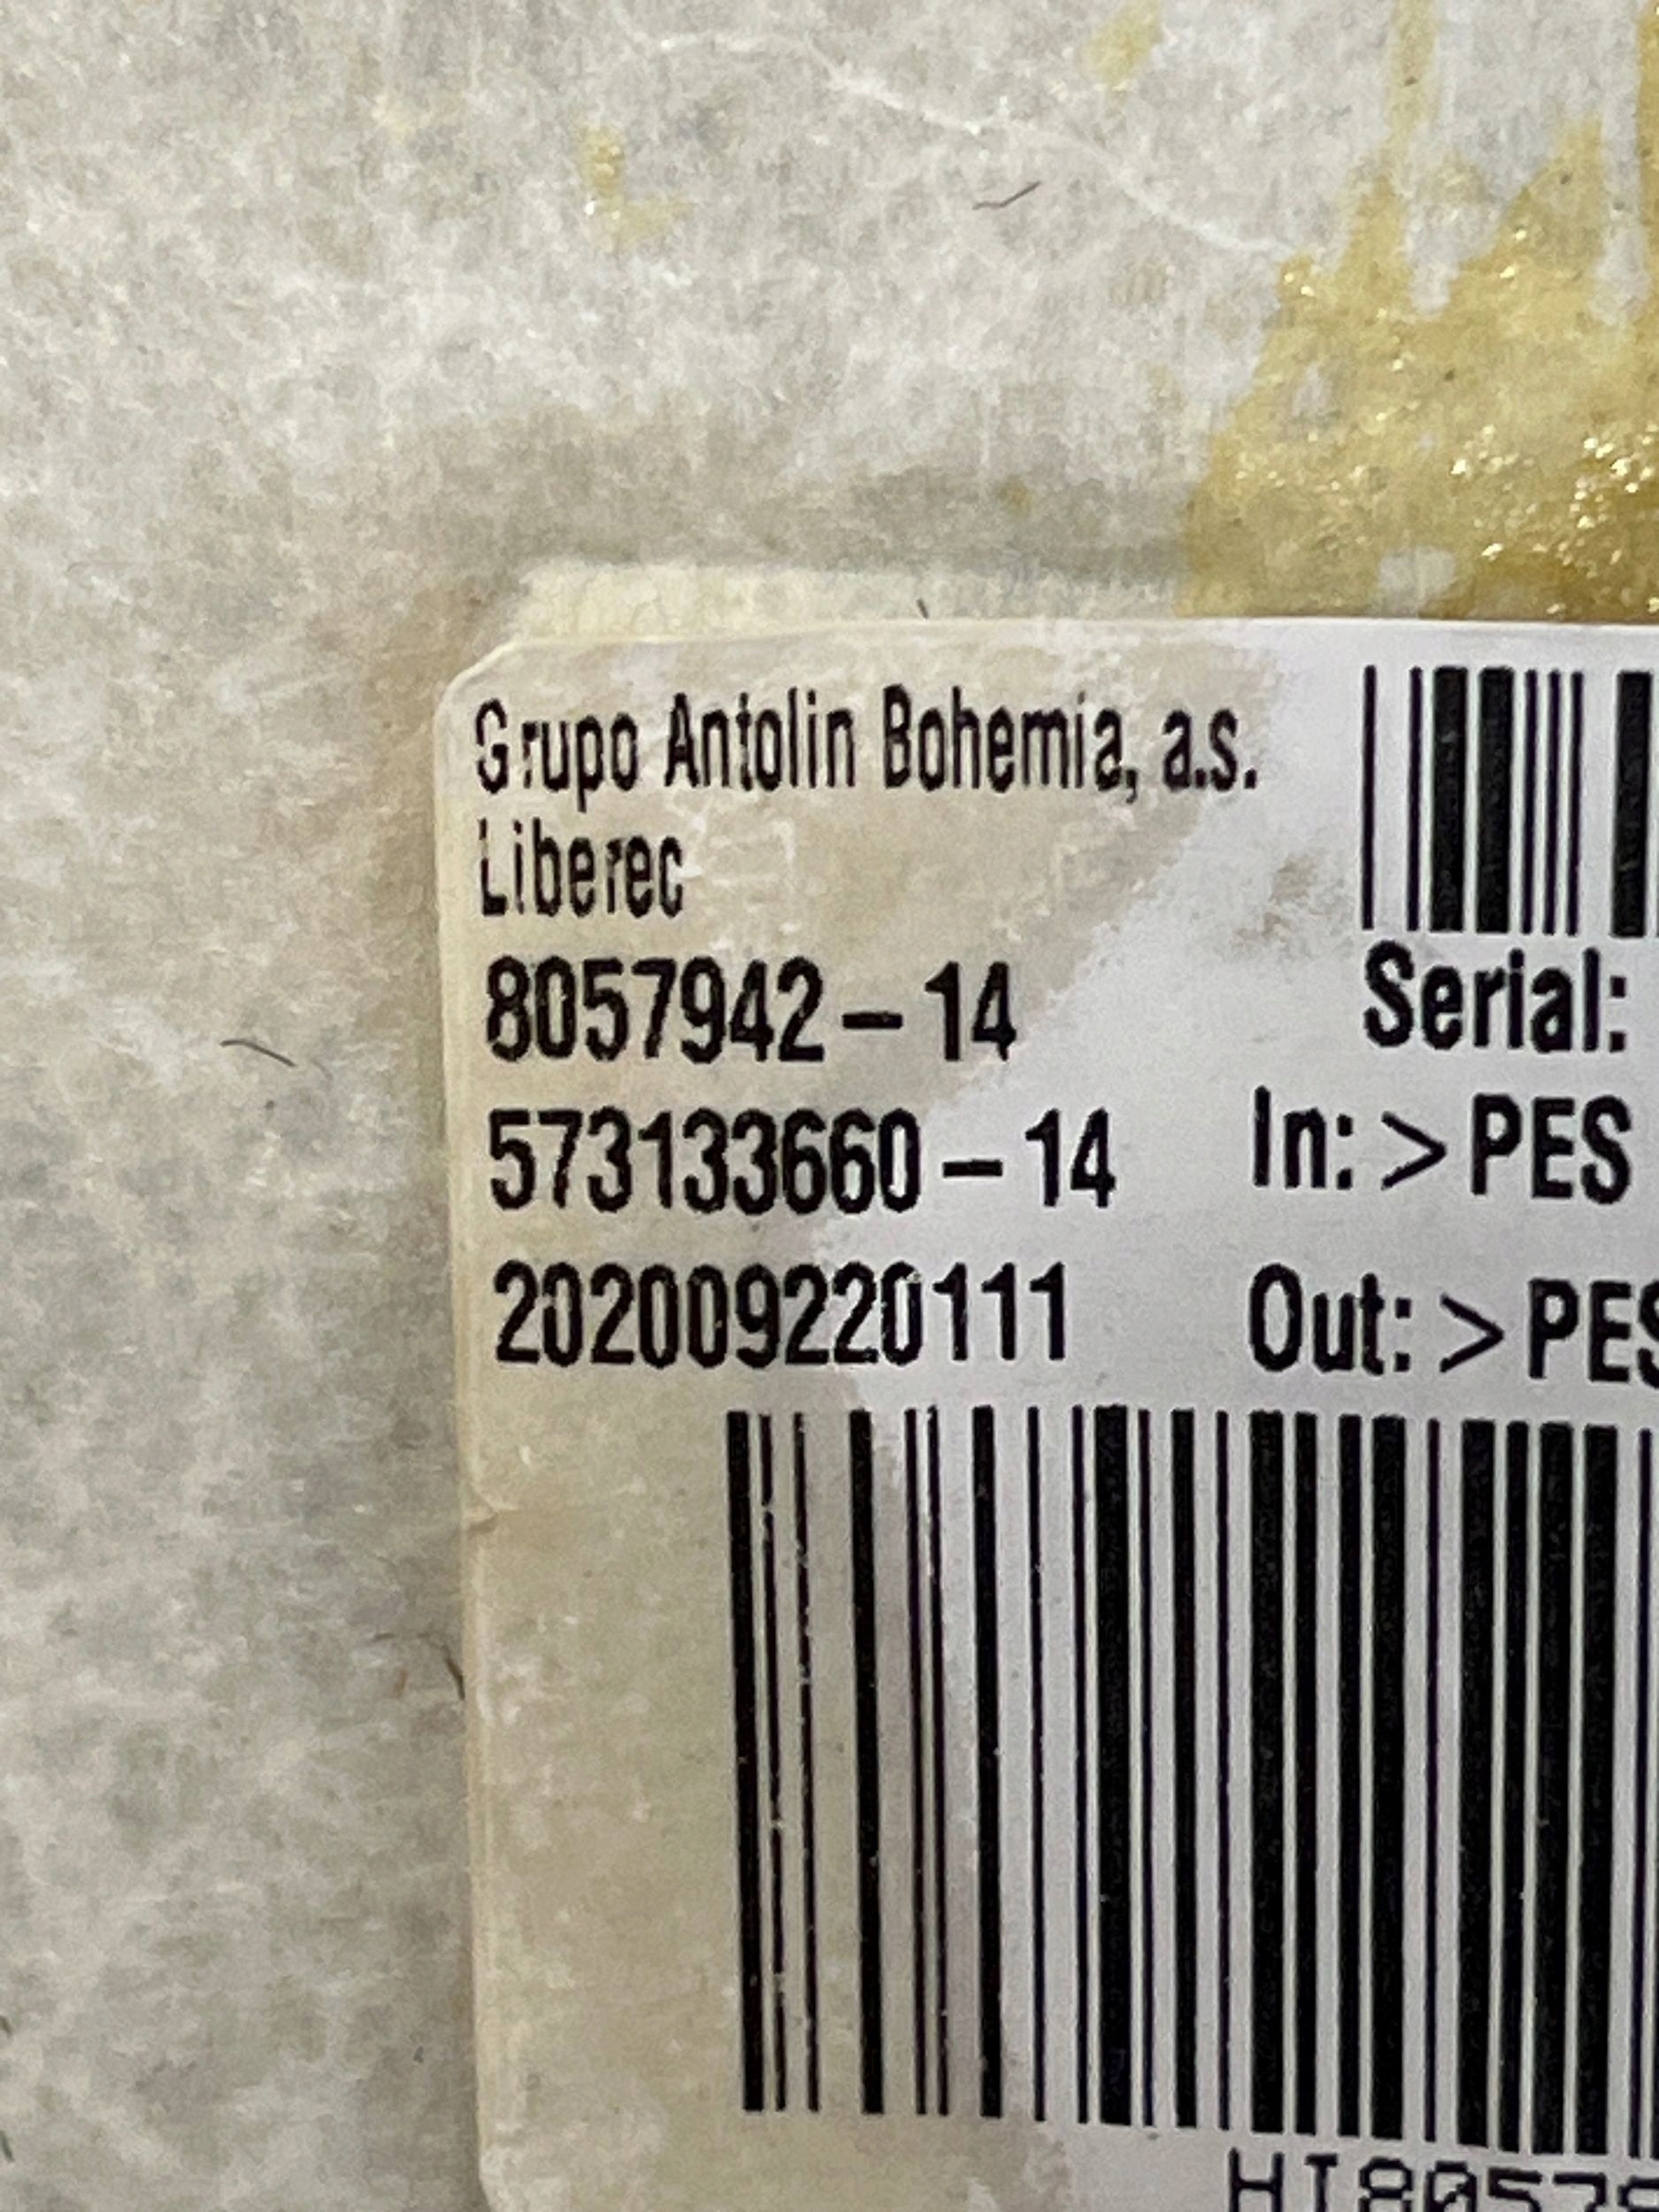 Grupo Antolin Bohemia, a.s.
Liberec
8057942-14
Serial:
573133660-14
In: >PES
202009220111
Out: >PES